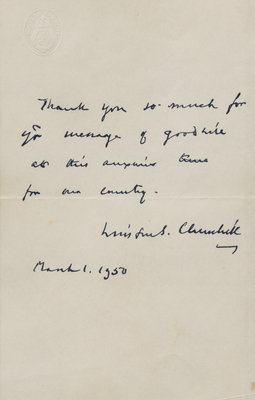 Thank you so much for
yr message of goodwill
at this anxious time
for our country.
Winston S. Churchill
March 1. 1950